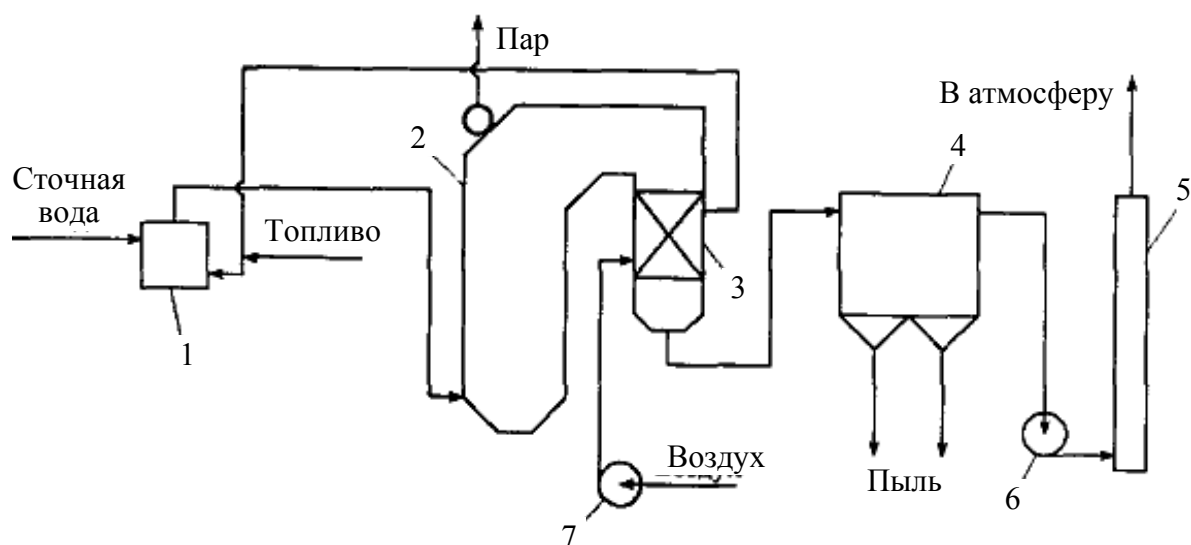 Пар
В атмосферу
2
4
Сточная
вода
5
Топливо
3
1
Воздух
Пыль
6
7